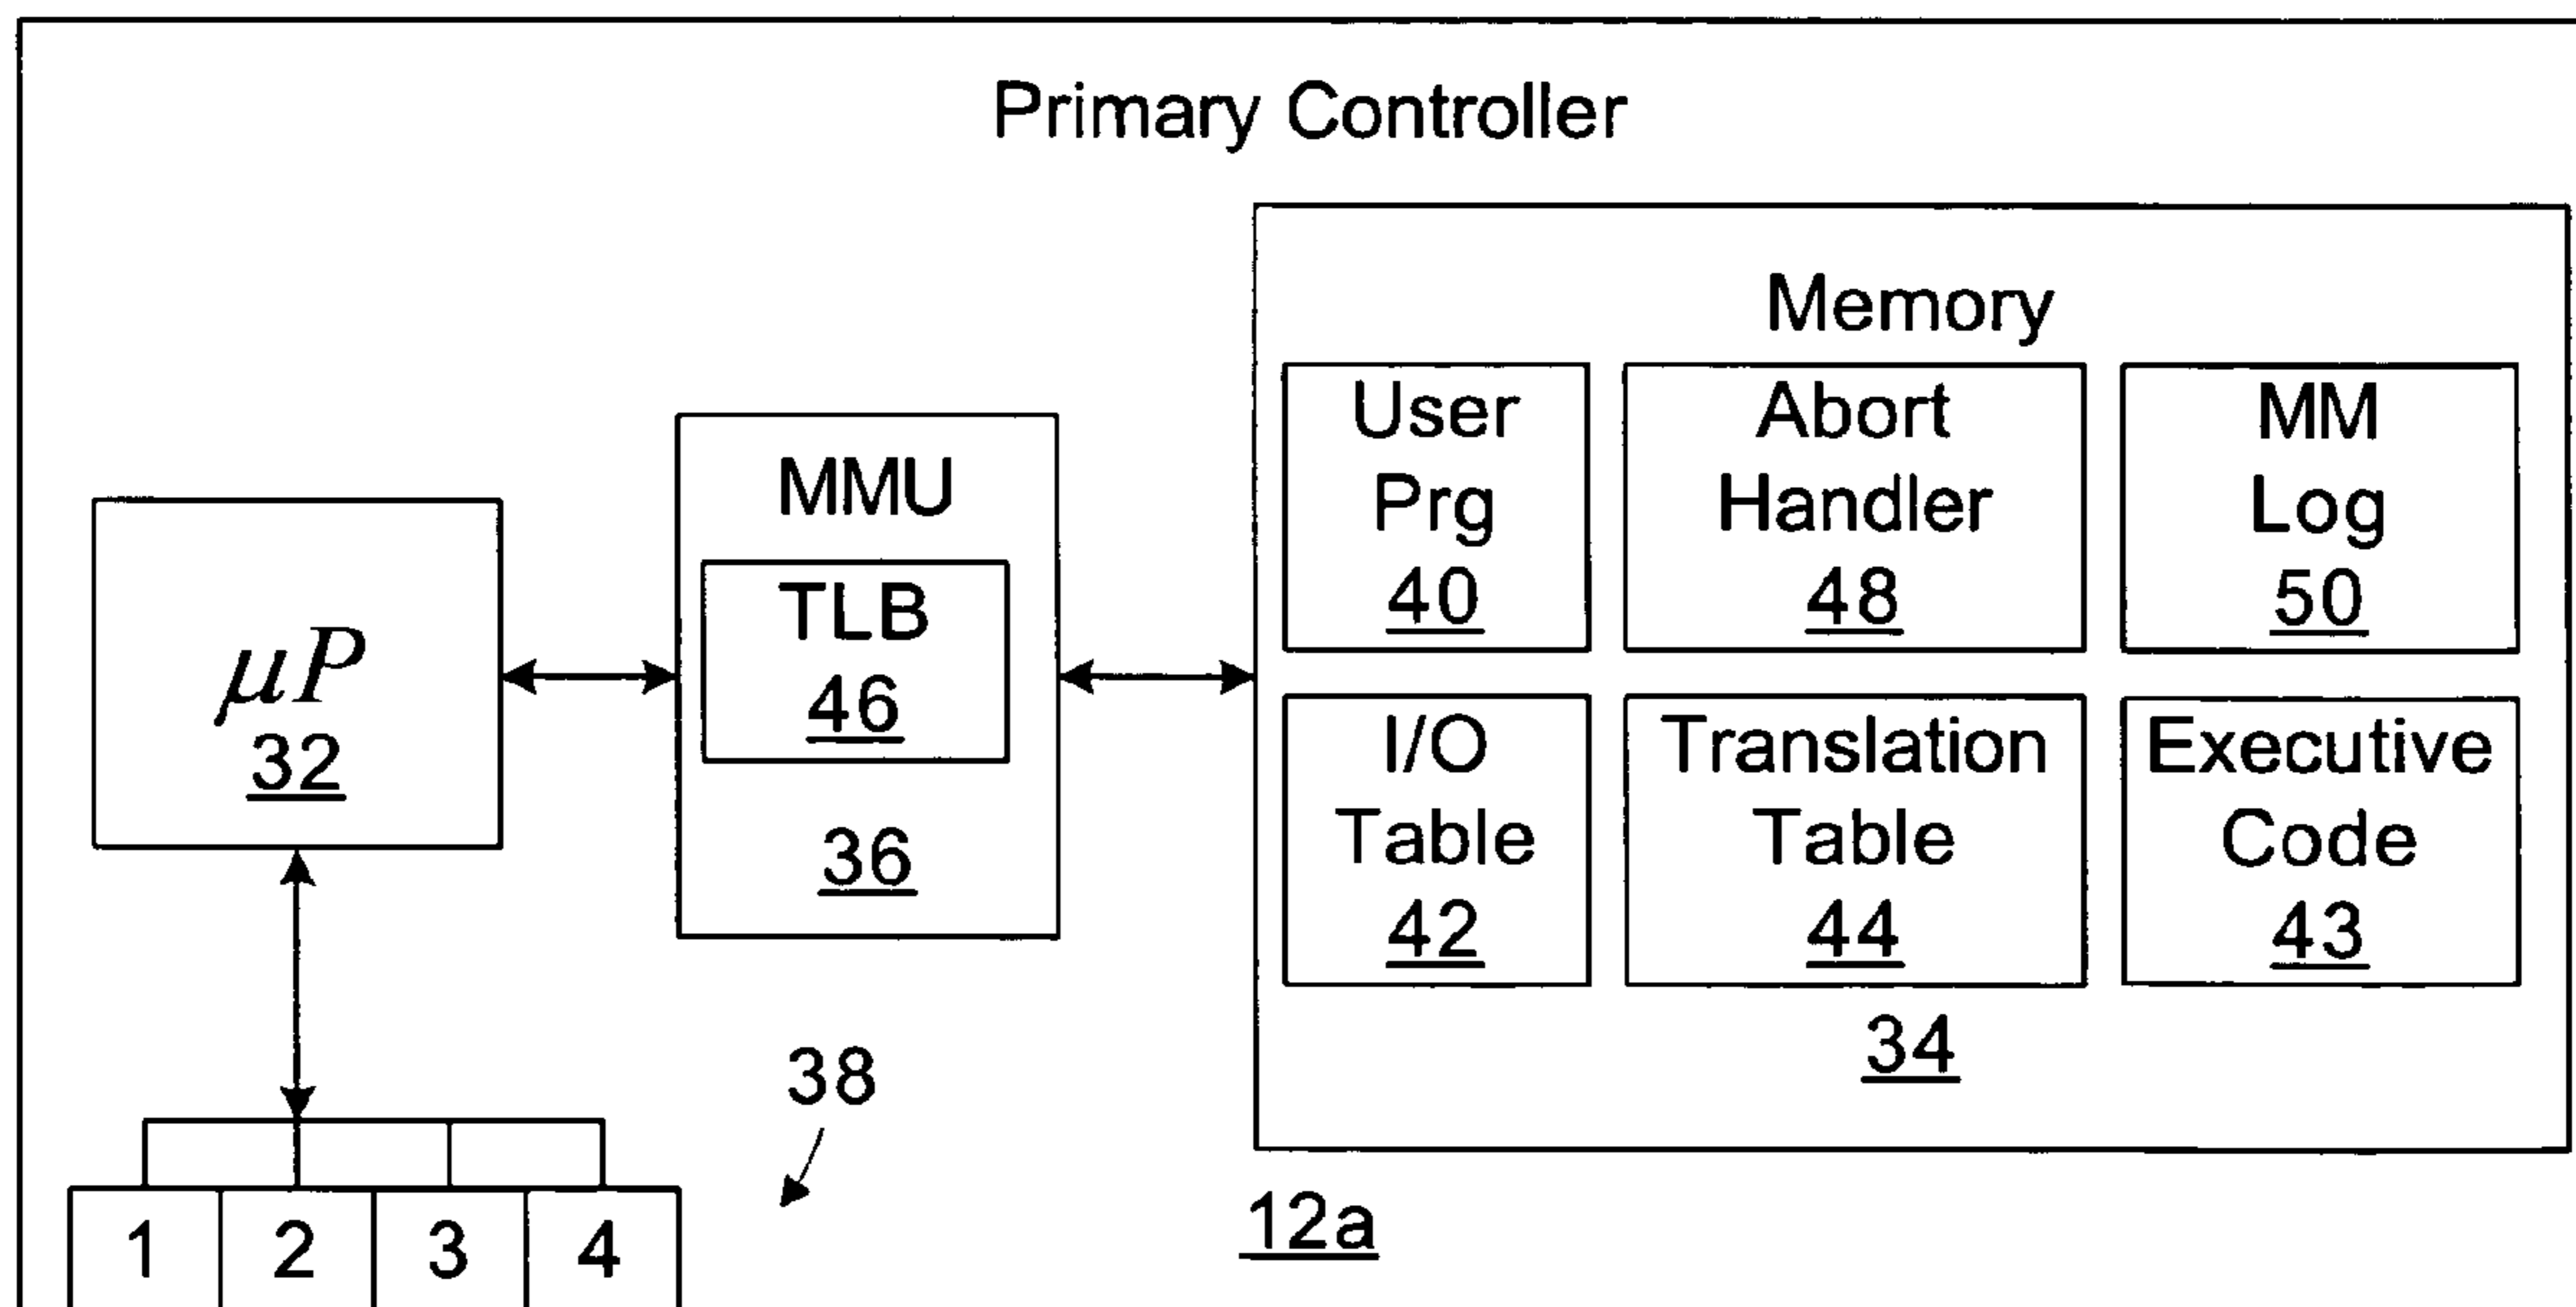 Primary Controller
Memory
User
Prg
40
Abort
Handler
48
MM
Log
50
MMU
TLB
46
36
μP
32
I/O
Table
42
Translation
Table
44
Executive
Code
43
34
38
12a
1 2 3 4